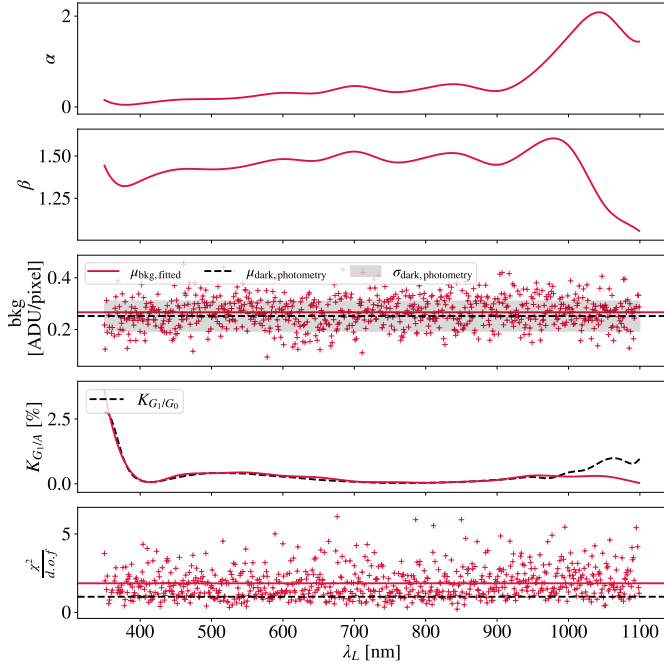 2
0
α
1.50
1.25
β
μbkg, fitted μdark, photometry σdark, photometry
0.4
0.2
bkg
[ADU/pixel]
KG1/G0
2.5
0.0
KG1/A [%]
5
0
χ²/d.o.f
400 500 600 700 800 900 1000 1100
λL [nm]